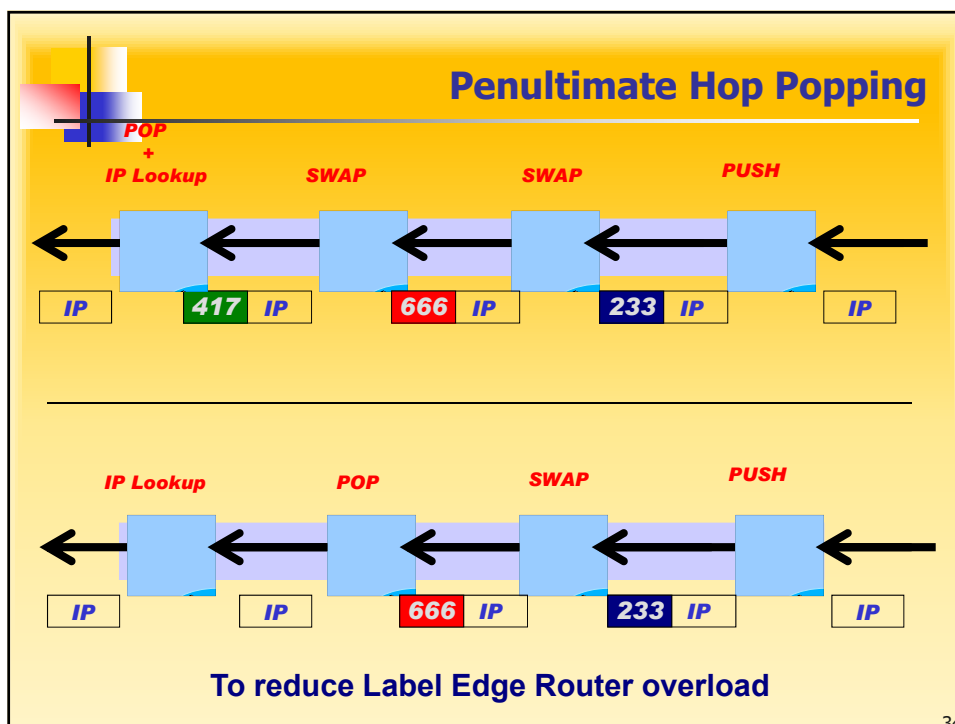 Penultimate Hop Popping
POP
+
IP Lookup
SWAP
SWAP
PUSH
IP
417 IP
666 IP
233 IP
IP
IP Lookup
POP
SWAP
PUSH
IP
IP
666 IP
233 IP
IP
To reduce Label Edge Router overload